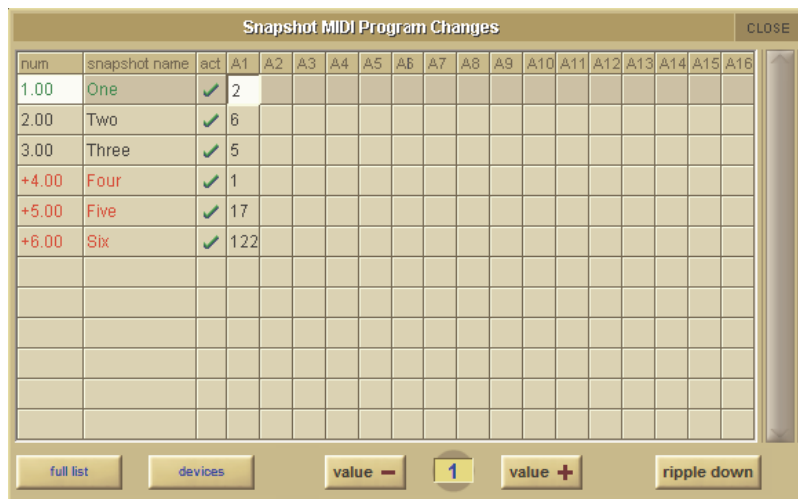 Snapshot MIDI Program Changes CLOSE
num snapshot name act A1 A2 A3 A4 A5 A6 A7 A8 A9 A10 A11 A12 A13 A14 A15 A16
1.00 One ✓ 2
2.00 Two ✓ 6
3.00 Three ✓ 5
+4.00 Four ✓ 1
+5.00 Five ✓ 17
+6.00 Six ✓ 122
full list devices value − 1 value + ripple down